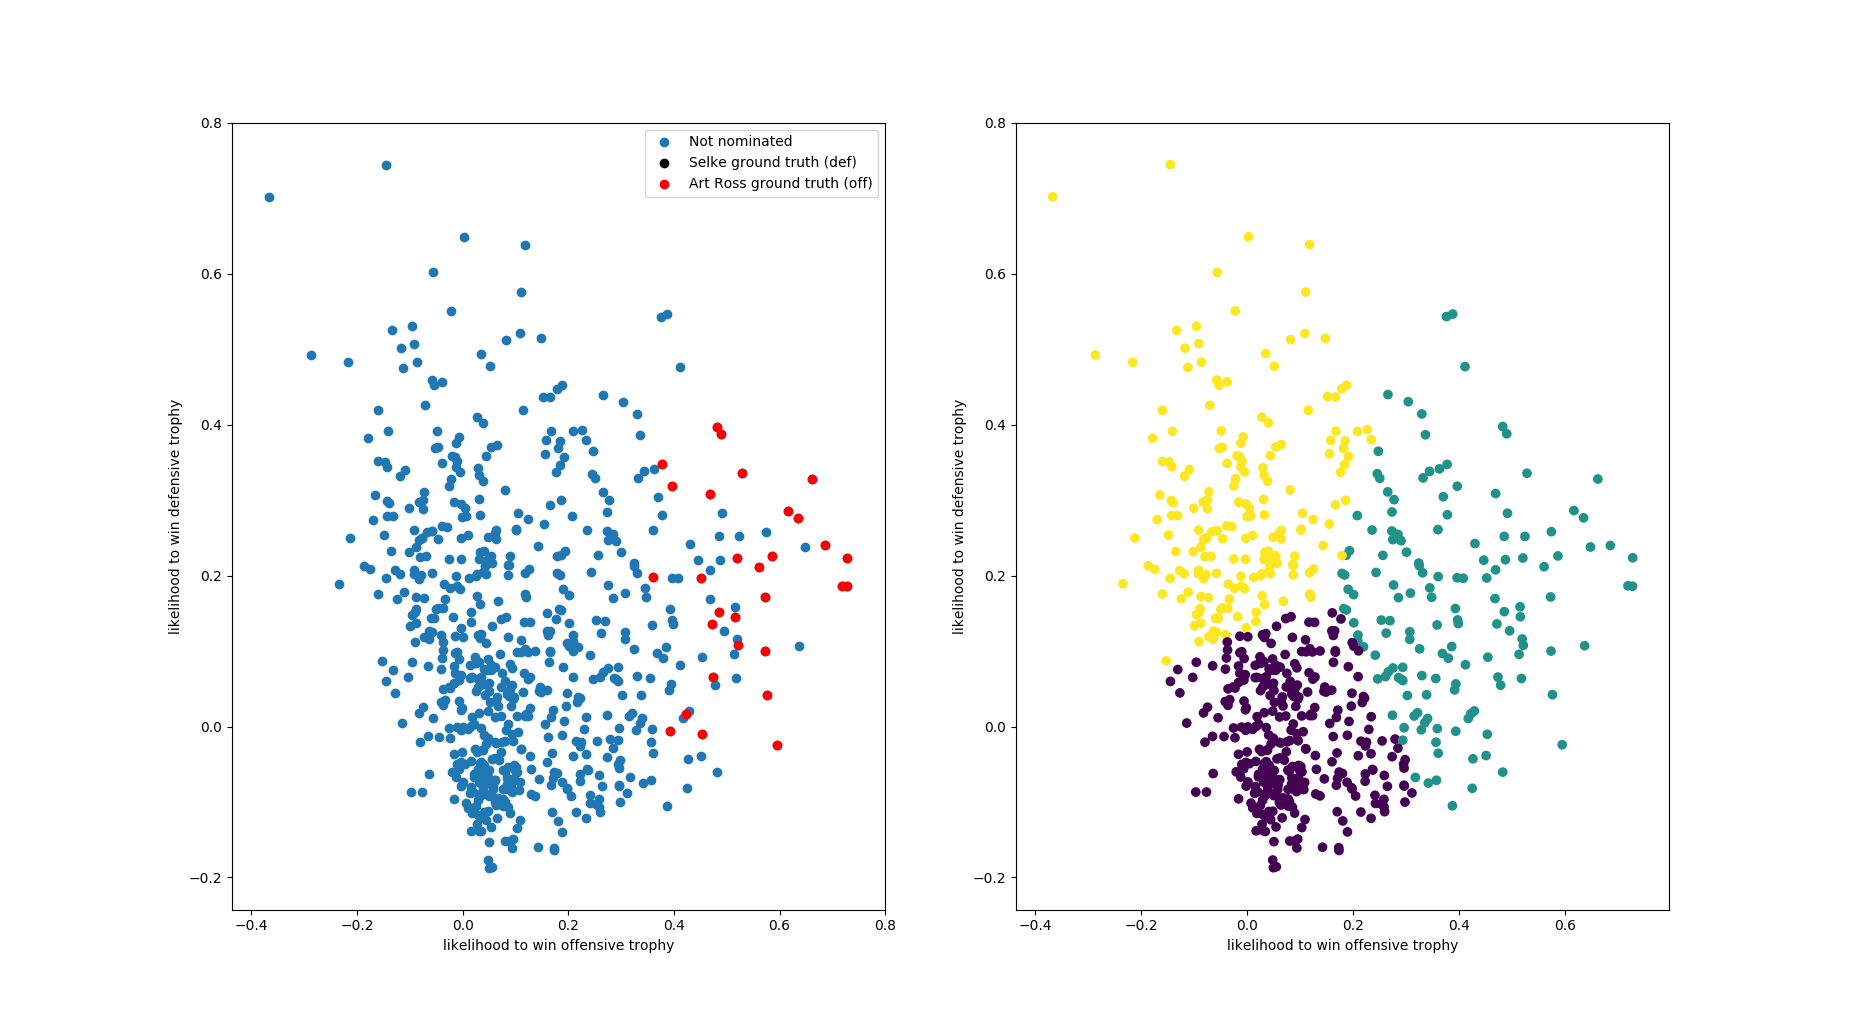 0.8
0.6
0.4
0.2
0.0
−0.2
likelihood to win defensive trophy
Not nominated
Selke ground truth (def)
Art Ross ground truth (off)
−0.4 −0.2 0.0 0.2 0.4 0.6 0.8
likelihood to win offensive trophy
0.8
0.6
0.4
0.2
0.0
−0.2
likelihood to win defensive trophy
−0.4 −0.2 0.0 0.2 0.4 0.6
likelihood to win offensive trophy